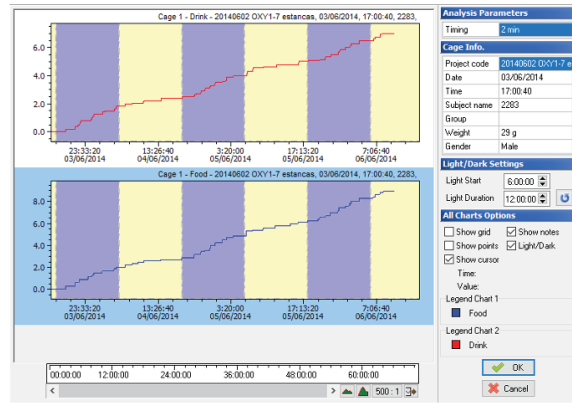 Cage 1 - Drink - 20140602 OXY1-7 estancas, 03/06/2014, 17:00:40, 2283,
6.0
4.0
2.0
0.0
23:33:20 13:26:40 3:20:00 17:13:20 7:06:40
03/06/2014 04/06/2014 05/06/2014 05/06/2014 06/06/2014
Cage 1 - Food - 20140602 OXY1-7 estancas, 03/06/2014, 17:00:40, 2283,
8.0
6.0
4.0
2.0
0.0
23:33:20 13:26:40 3:20:00 17:13:20 7:06:40
03/06/2014 04/06/2014 05/06/2014 05/06/2014 06/06/2014
00:00:00 12:00:00 24:00:00 36:00:00 48:00:00 60:00:00
500 : 1
Analysis Parameters
Timing 2 min
Cage Info.
Project code 20140602 OXY1-7 es
Date 03/06/2014
Time 17:00:40
Subject name 2283
Group
Weight 29 g
Gender Male
Light/Dark Settings
Light Start 6:00:00
Light Duration 12:00:00
All Charts Options
Show grid Show notes
Show points Light/Dark
Show cursor
Time:
Value:
Legend Chart 1
Food
Legend Chart 2
Drink
OK
Cancel